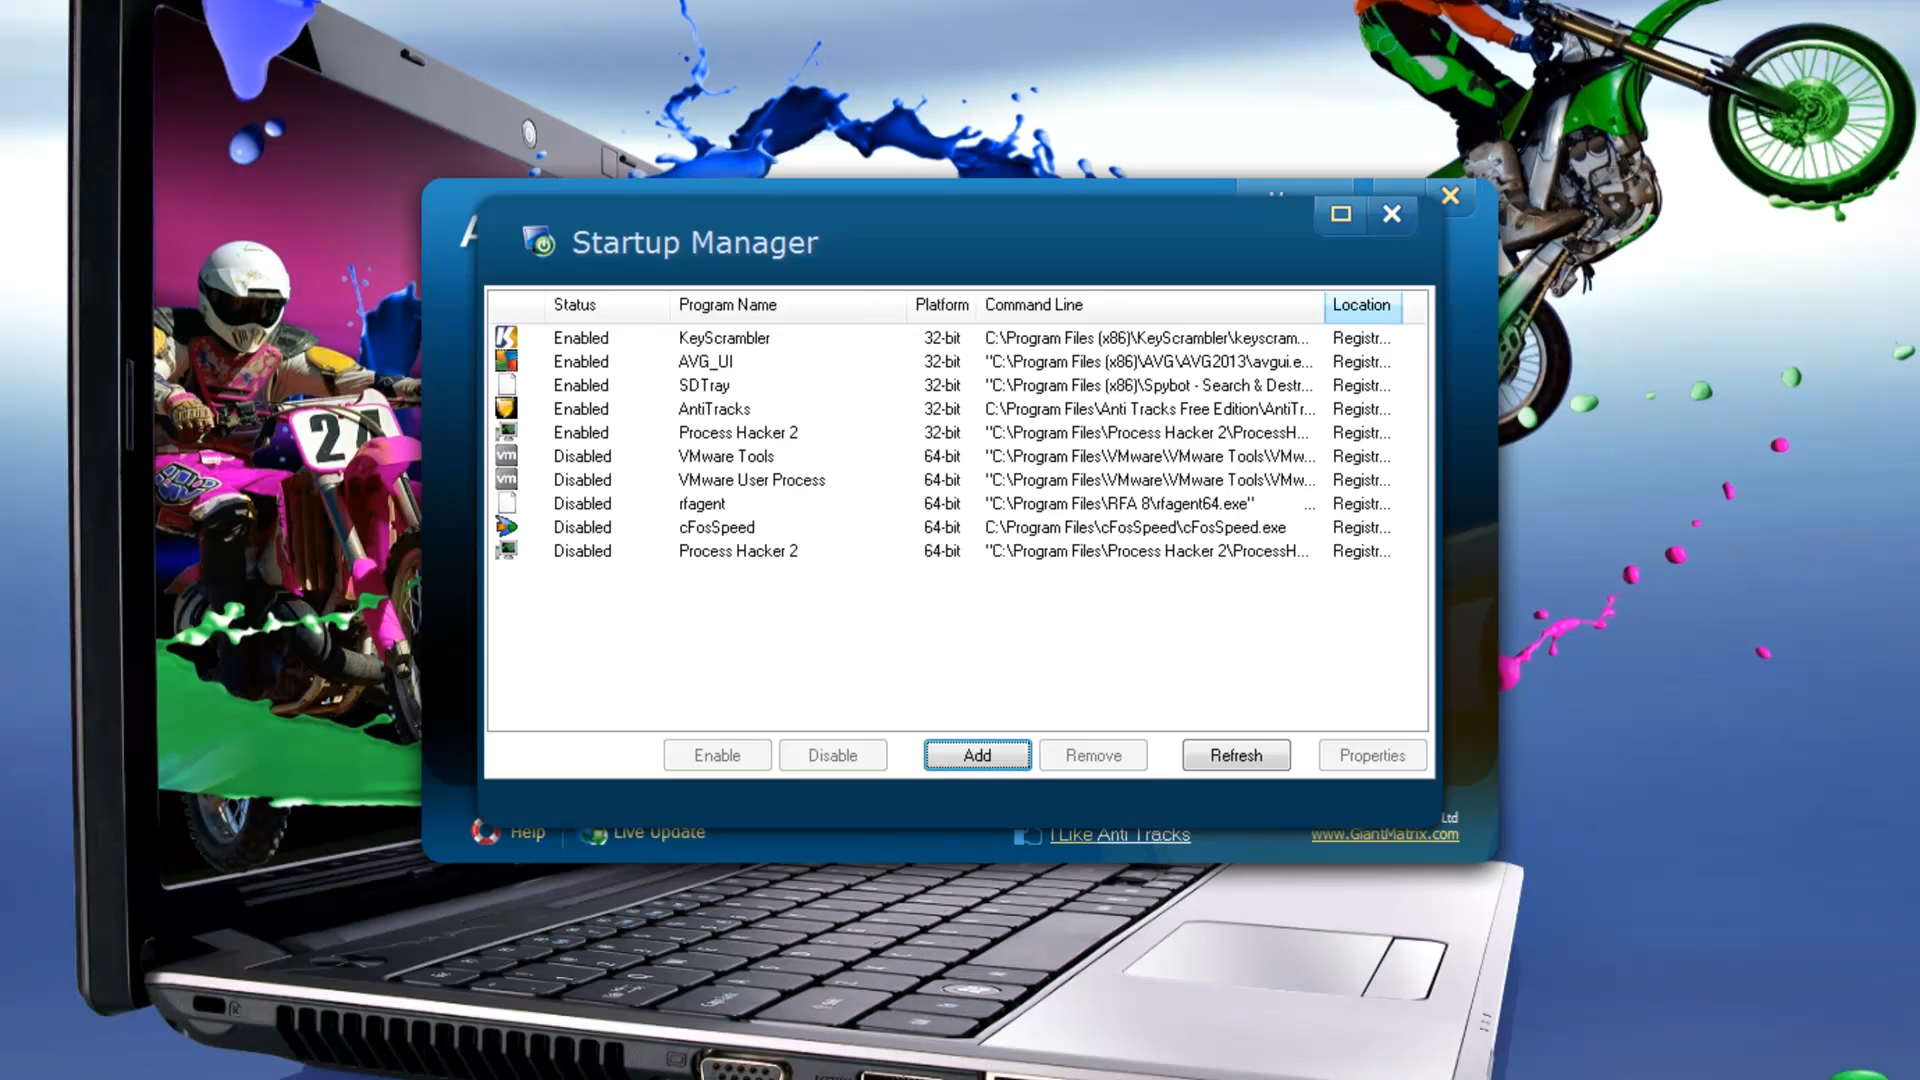 Startup Manager
Status Program Name Platform Command Line Location
Enabled KeyScrambler 32-bit C:\Program Files (x86)\KeyScrambler\keyscram... Registr...
Enabled AVG_UI 32-bit "C:\Program Files (x86)\AVG\AVG2013\avgui.e... Registr...
Enabled SDTray 32-bit "C:\Program Files (x86)\Spybot - Search & Destr... Registr...
Enabled AntiTracks 32-bit C:\Program Files\Anti Tracks Free Edition\AntiTr... Registr...
Enabled Process Hacker 2 32-bit "C:\Program Files\Process Hacker 2\ProcessH... Registr...
vm Disabled VMware Tools 64-bit "C:\Program Files\VMware\VMware Tools\VMw... Registr...
vm Disabled VMware User Process 64-bit "C:\Program Files\VMware\VMware Tools\VMw... Registr...
Disabled rfagent 64-bit "C:\Program Files\RFA 8\rfagent64.exe" ... Registr...
Disabled cFosSpeed 64-bit C:\Program Files\cFosSpeed\cFosSpeed.exe Registr...
Disabled Process Hacker 2 64-bit "C:\Program Files\Process Hacker 2\ProcessH... Registr...
Enable Disable Add Remove Refresh Properties
Ltd
Help Live Update I Like Anti Tracks www.GiantMatrix.com
24